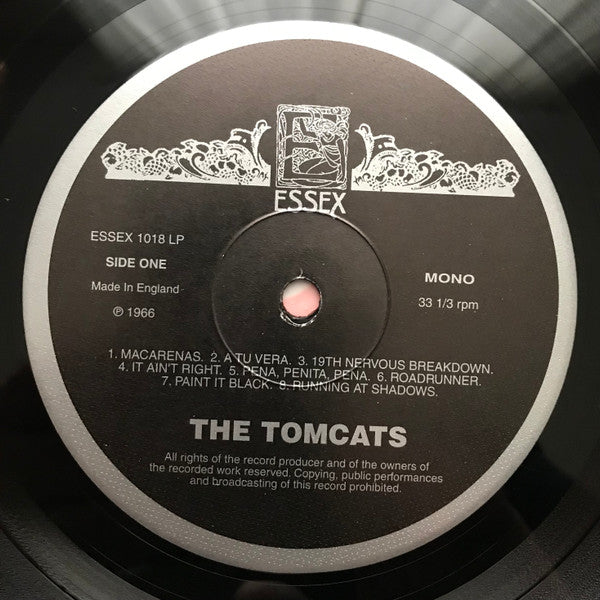 E
ESSEX
ESSEX 1018 LP
SIDE ONE
Made In England
℗ 1966
MONO
33 1/3 rpm
1. MACARENAS. 2. A TU VERA. 3. 19TH NERVOUS BREAKDOWN.
4. IT AIN'T RIGHT. 5. PENA, PENITA, PENA. 6. ROADRUNNER.
7. PAINT IT BLACK. 8. RUNNING AT SHADOWS.
THE TOMCATS
All rights of the record producer and of the owners of
the recorded work reserved. Copying, public performances
and broadcasting of this record prohibited.